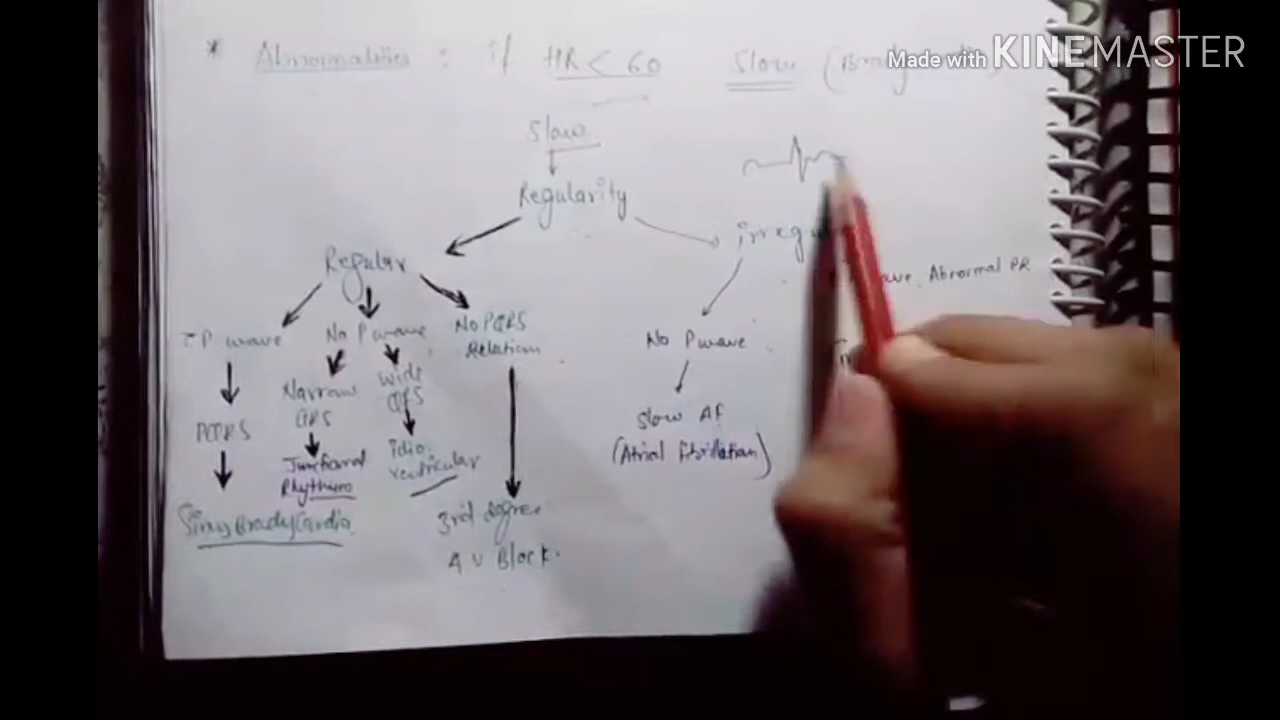 Made with KINEMASTER
* Abnormalities : if HR < 60 Slow (Brady
Slow
Regularity
Regular
irregu
P wave
No P wave
No PQRS
Relation
No P wave
Abnormal PR
Narrow
QRS
Wide
QRS
PQRS
Slow AF
(Atrial fibrillation)
Junctional
Rhythum
idio
ventricular
Sinus BradyCardia
3rd degree
AV Block.